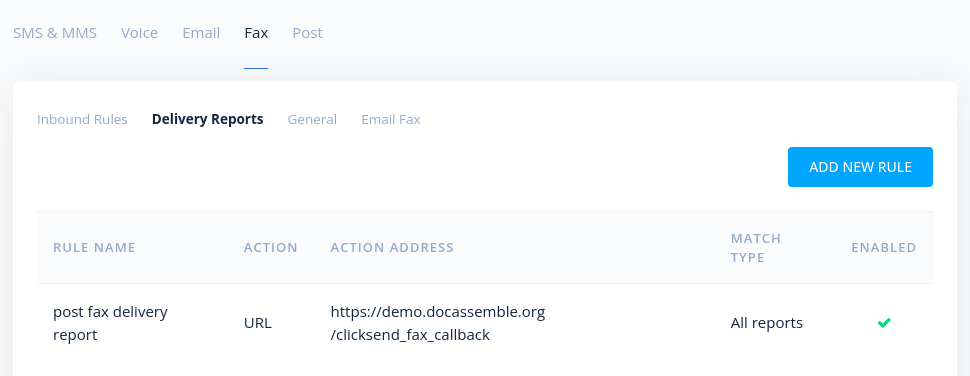 SMS & MMS Voice Email Fax Post
Inbound Rules Delivery Reports General Email Fax
ADD NEW RULE
RULE NAME ACTION ACTION ADDRESS MATCH TYPE ENABLED
post fax delivery report URL https://demo.docassemble.org/clicksend_fax_callback All reports